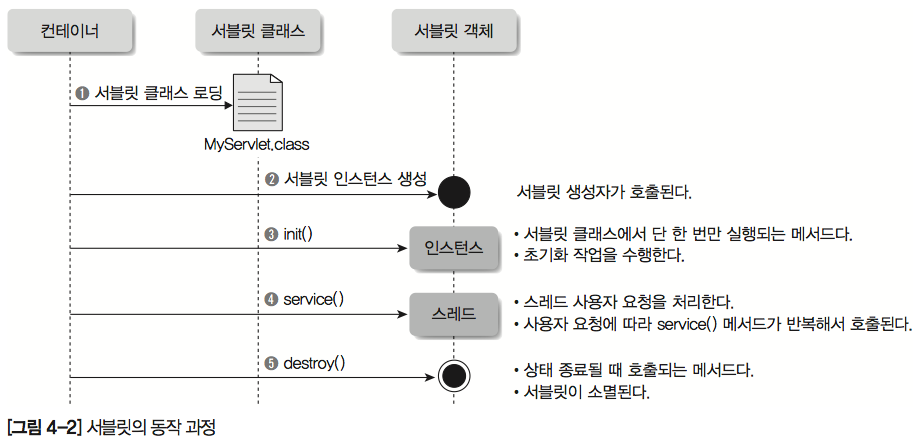 컨테이너
서블릿 클래스
서블릿 객체
❶ 서블릿 클래스 로딩
MyServlet.class
❷ 서블릿 인스턴스 생성
서블릿 생성자가 호출된다.
❸ init()
인스턴스
• 서블릿 클래스에서 단 한 번만 실행되는 메서드다.
• 초기화 작업을 수행한다.
❹ service()
스레드
• 스레드 사용자 요청을 처리한다.
• 사용자 요청에 따라 service() 메서드가 반복해서 호출된다.
❺ destroy()
• 상태 종료될 때 호출되는 메서드다.
• 서블릿이 소멸된다.
[그림 4-2] 서블릿의 동작 과정